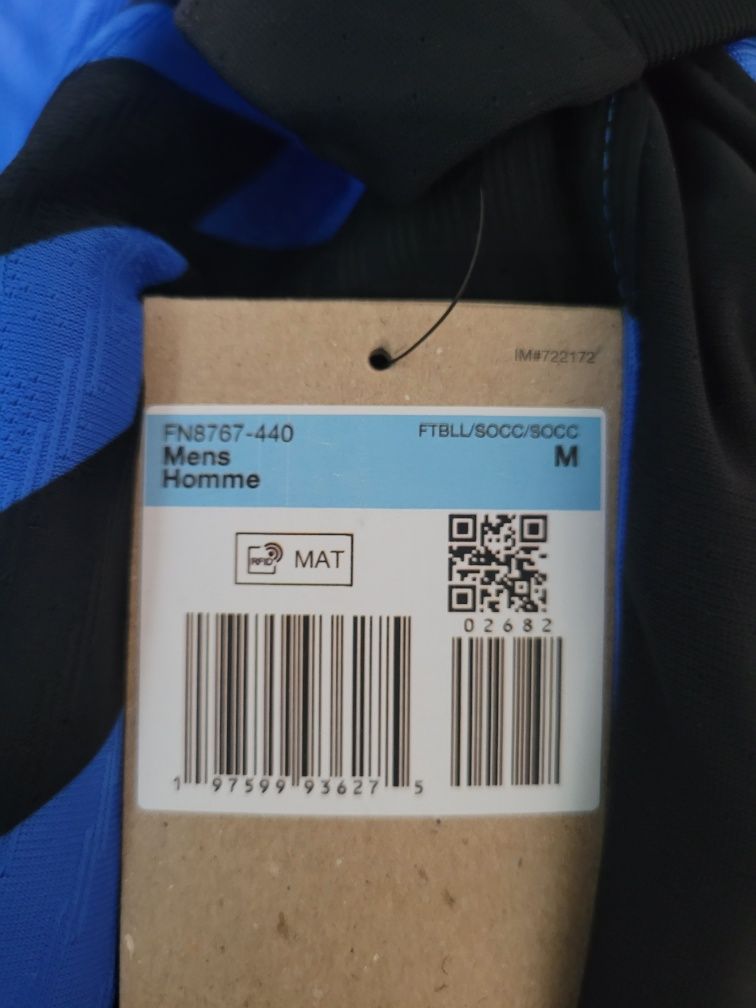 IM#722172
FN8767-440
FTBLL/SOCC/SOCC
Mens
M
Homme
RFID
MAT
02682
1 97599 93627 5